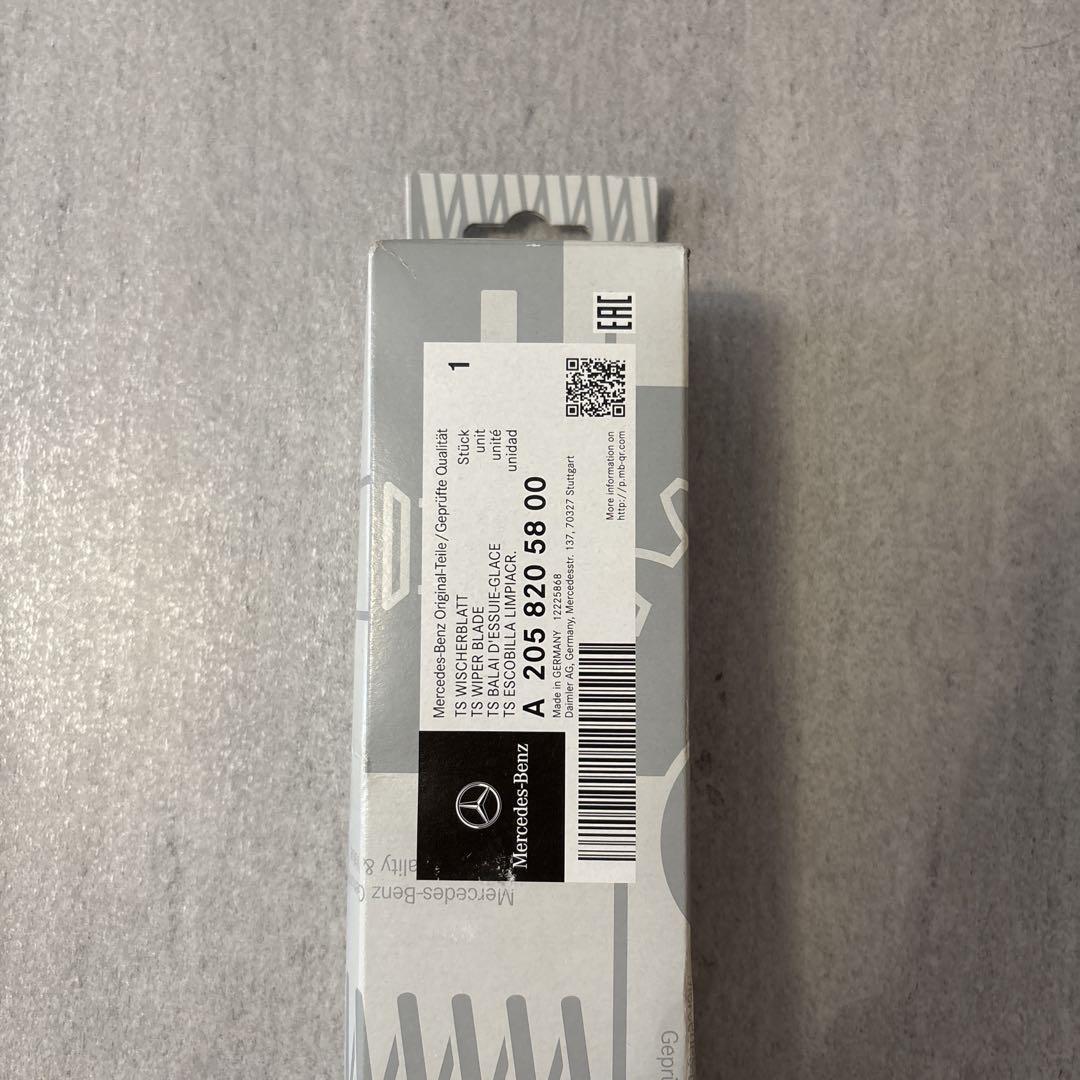 EAC
Mercedes-Benz Original-Teile/Geprüfte Qualität
TS WISCHERBLATT
TS WIPER BLADE
TS BALAI D'ESSUIE-GLACE
TS ESCOBILLA LIMPIACR.
Stück
unit
unité
unidad
1
A 205 820 58 00
Made in GERMANY 12225868
Daimler AG, Germany, Mercedesstr. 137, 70327 Stuttgart
More information on
http://p.mb-qr.com
Mercedes-Benz
Mercedes-Benz
ality &